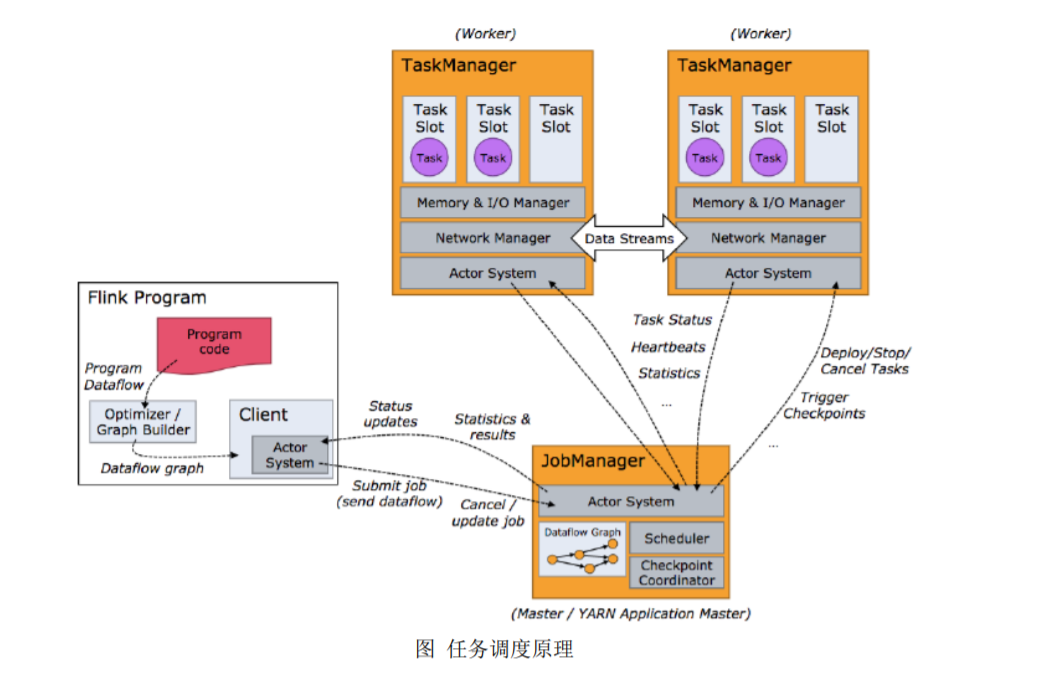 (Worker)
(Worker)
TaskManager
TaskManager
Task
Slot
Task
Task
Slot
Task
Task
Slot
Task
Slot
Task
Task
Slot
Task
Task
Slot
Memory & I/O Manager
Memory & I/O Manager
Network Manager
Data Streams
Network Manager
Actor System
Actor System
Flink Program
Program
code
Program
Dataflow
Optimizer /
Graph Builder
Dataflow graph
Client
Actor
System
Status
updates
Statistics &
results
Submit job
(send dataflow)
Cancel /
update job
Task Status
Heartbeats
Statistics
...
Deploy/Stop/
Cancel Tasks
Trigger
Checkpoints
...
JobManager
Actor System
Dataflow Graph
Scheduler
Checkpoint
Coordinator
(Master / YARN Application Master)
图 任务调度原理